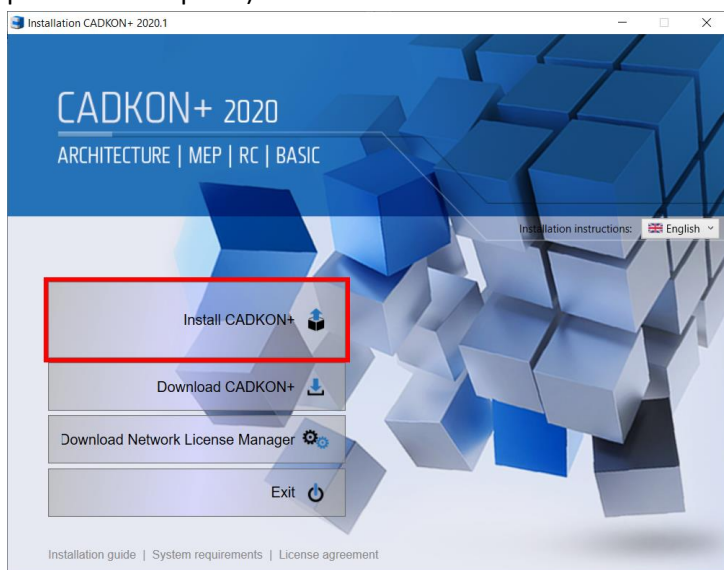 Installation CADKON+ 2020.1
CADKON+ 2020
ARCHITECTURE | MEP | RC | BASIC
Installation instructions: English
Install CADKON+
Download CADKON+
Download Network License Manager
Exit
Installation guide | System requirements | License agreement